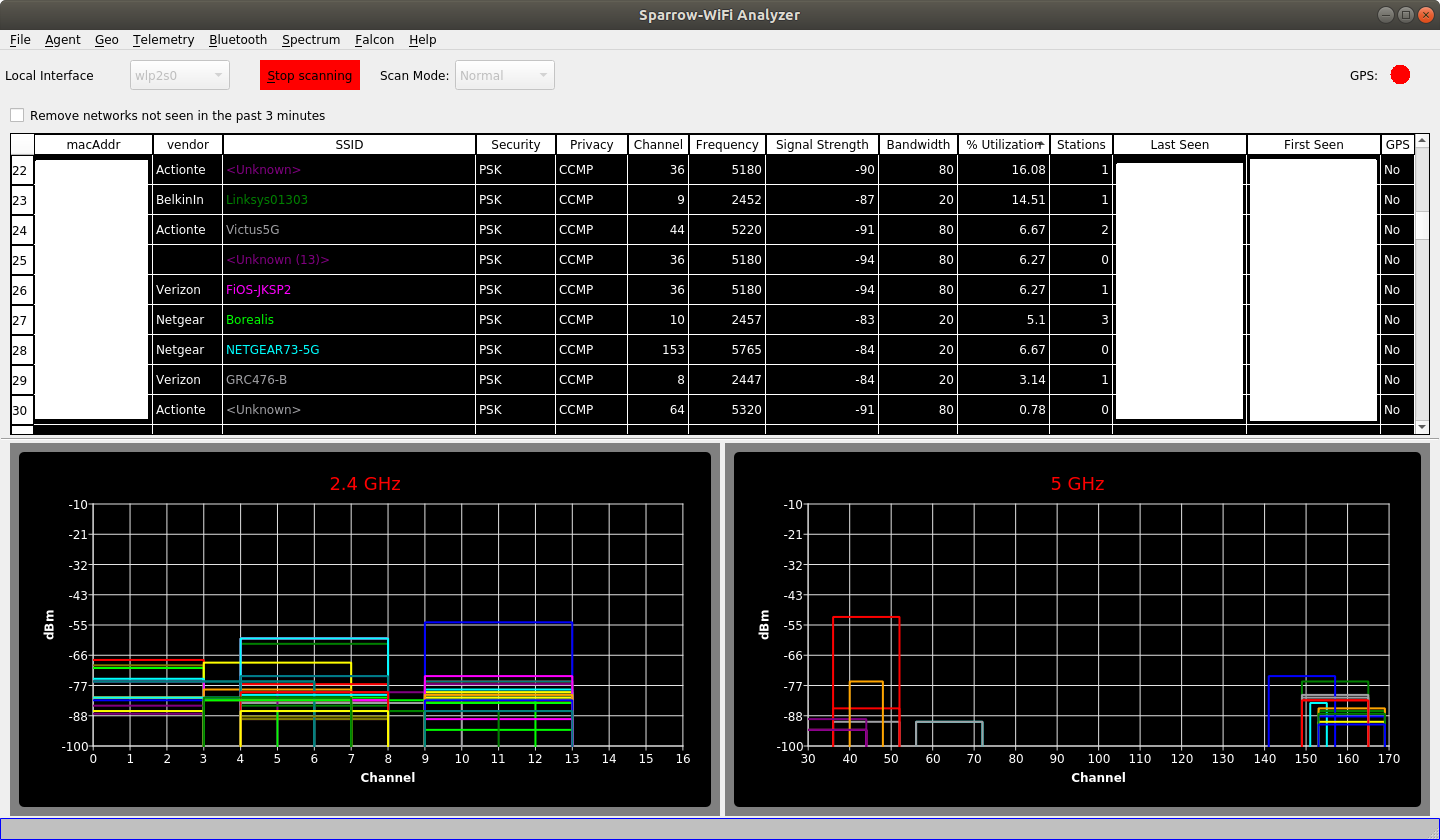 Sparrow-WiFi Analyzer
File Agent Geo Telemetry Bluetooth Spectrum Falcon Help
Local Interface wlp2s0 Stop scanning Scan Mode: Normal GPS:
Remove networks not seen in the past 3 minutes
macAddr vendor SSID Security Privacy Channel Frequency Signal Strength Bandwidth % Utilization Stations Last Seen First Seen GPS
22 Actionte <Unknown> PSK CCMP 36 5180 -90 80 16.08 1 No
23 BelkinIn Linksys01303 PSK CCMP 9 2452 -87 20 14.51 1 No
24 Actionte Victus5G PSK CCMP 44 5220 -91 80 6.67 2 No
25 <Unknown (13)> PSK CCMP 36 5180 -94 80 6.27 0 No
26 Verizon FiOS-JKSP2 PSK CCMP 36 5180 -94 80 6.27 1 No
27 Netgear Borealis PSK CCMP 10 2457 -83 20 5.1 3 No
28 Netgear NETGEAR73-5G PSK CCMP 153 5765 -84 20 6.67 0 No
29 Verizon GRC476-B PSK CCMP 8 2447 -84 20 3.14 1 No
30 Actionte <Unknown> PSK CCMP 64 5320 -91 80 0.78 0 No
2.4 GHz
-10
-21
-32
-43
-55
-66
-77
-88
-100
dBm
0 1 2 3 4 5 6 7 8 9 10 11 12 13 14 15 16
Channel
5 GHz
-10
-21
-32
-43
-55
-66
-77
-88
-100
dBm
30 40 50 60 70 80 90 100 110 120 130 140 150 160 170
Channel